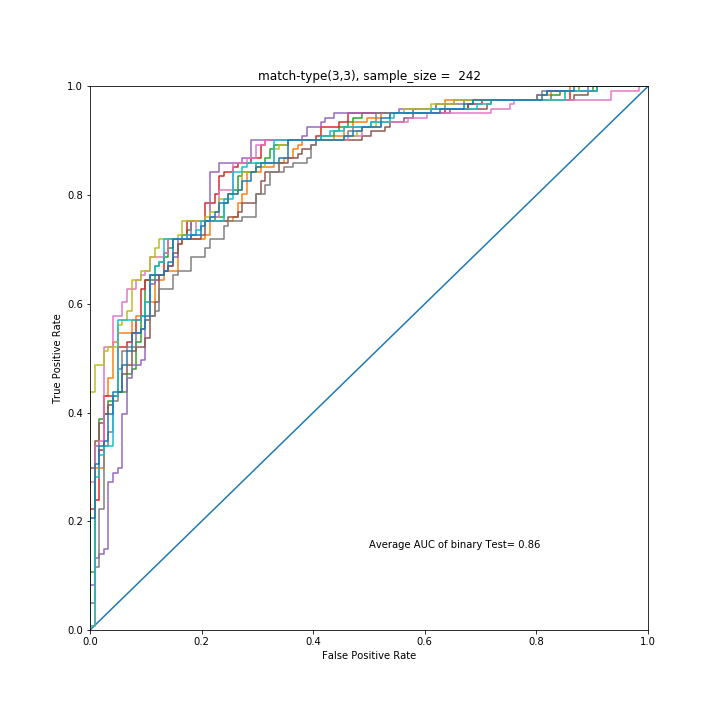 match-type(3,3), sample_size =  242
1.0
0.8
0.6
0.4
0.2
0.0
True Positive Rate
Average AUC of binary Test= 0.86
0.0 0.2 0.4 0.6 0.8 1.0
False Positive Rate